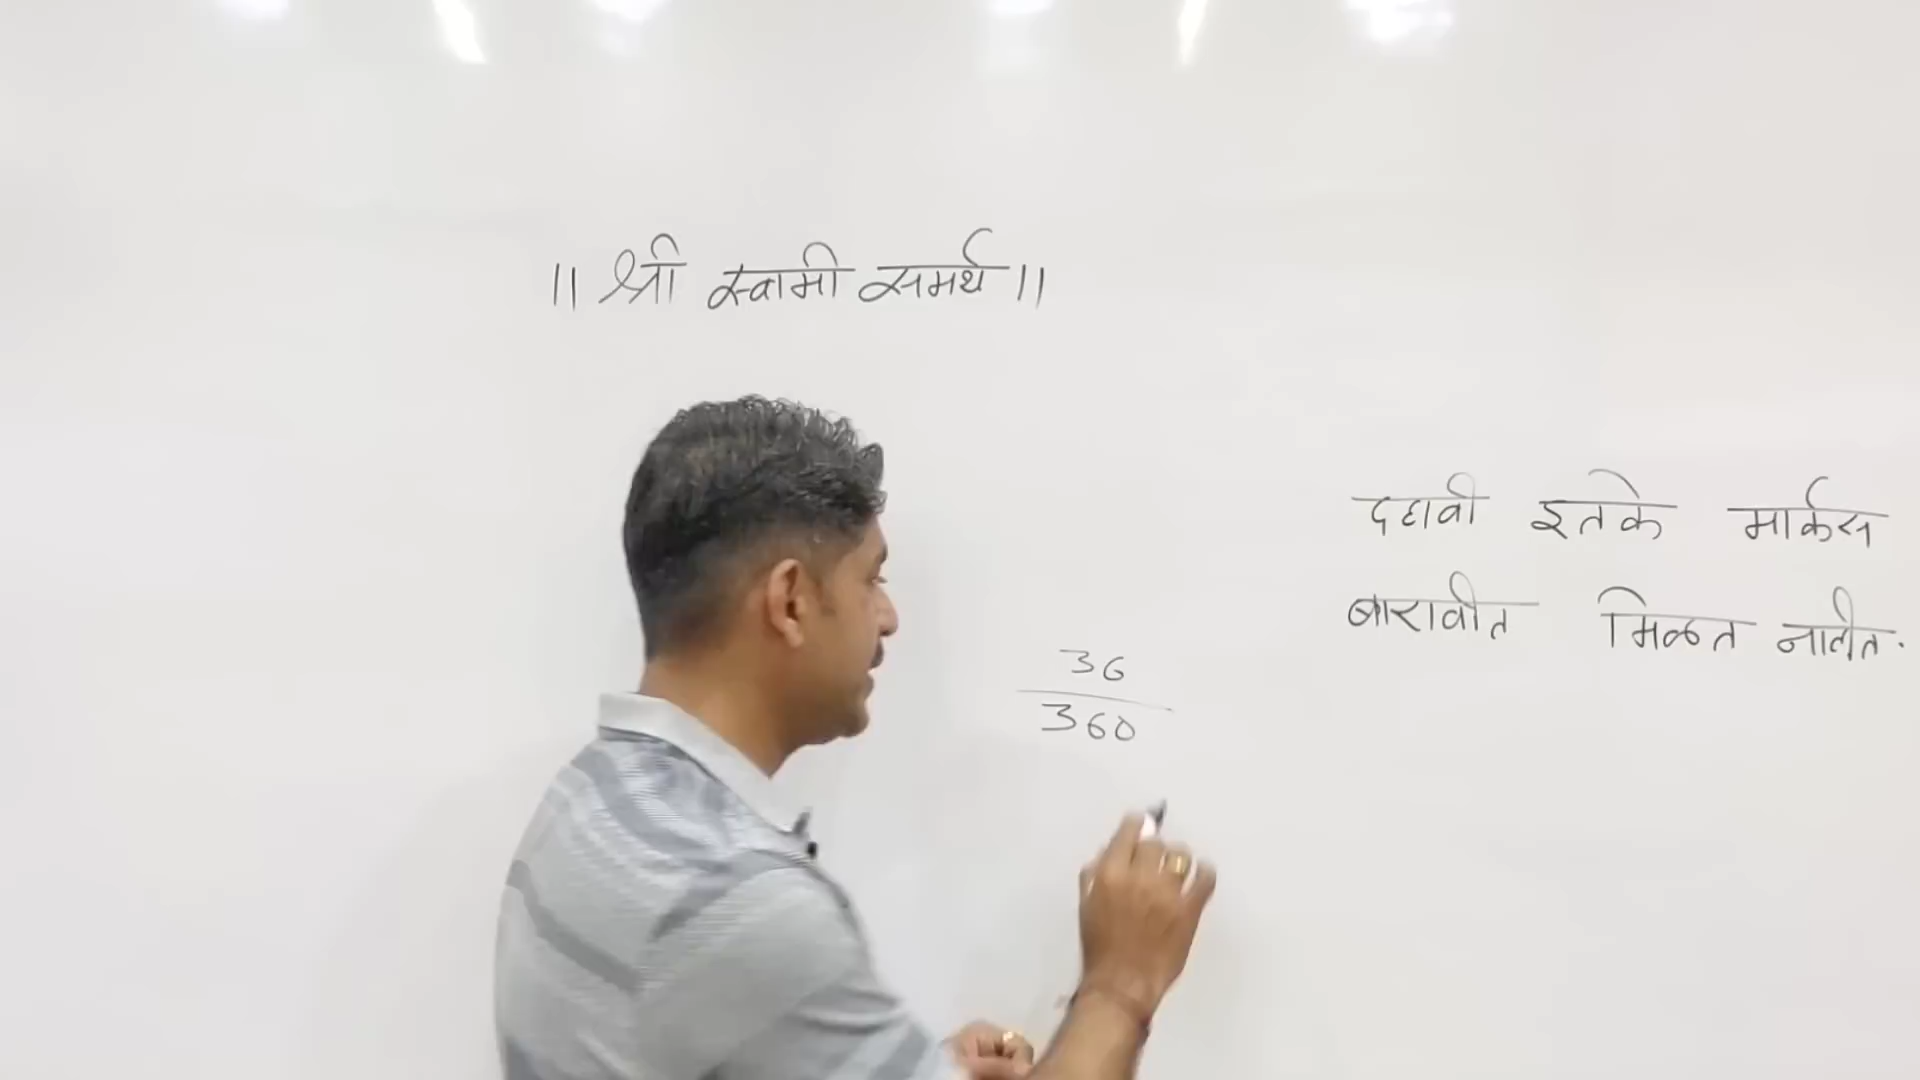 ॥ श्री स्वामी समर्थ ॥
दहावी इतके मार्कस
बारावीत मिळत नाहीत.
36
360